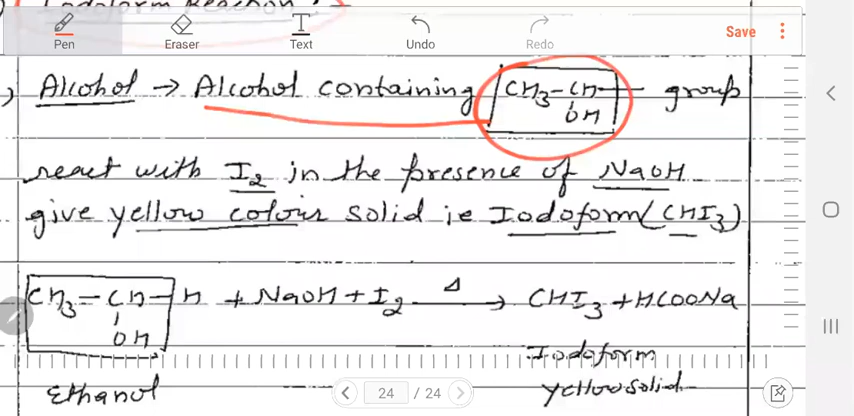 Iodoform Reaction
Pen
Eraser
Text
Undo
Redo
Save
, Alcohol → Alcohol containing CH3-CH- group
OH
react with I2 in the presence of NaOH
give yellow colour solid ie Iodoform (CHI3)
CH3-CH-H + NaOH + I2 Δ→ CHI3 + HCOONa
OH
Iodoform
Ethanol
Yellow solid
24 / 24